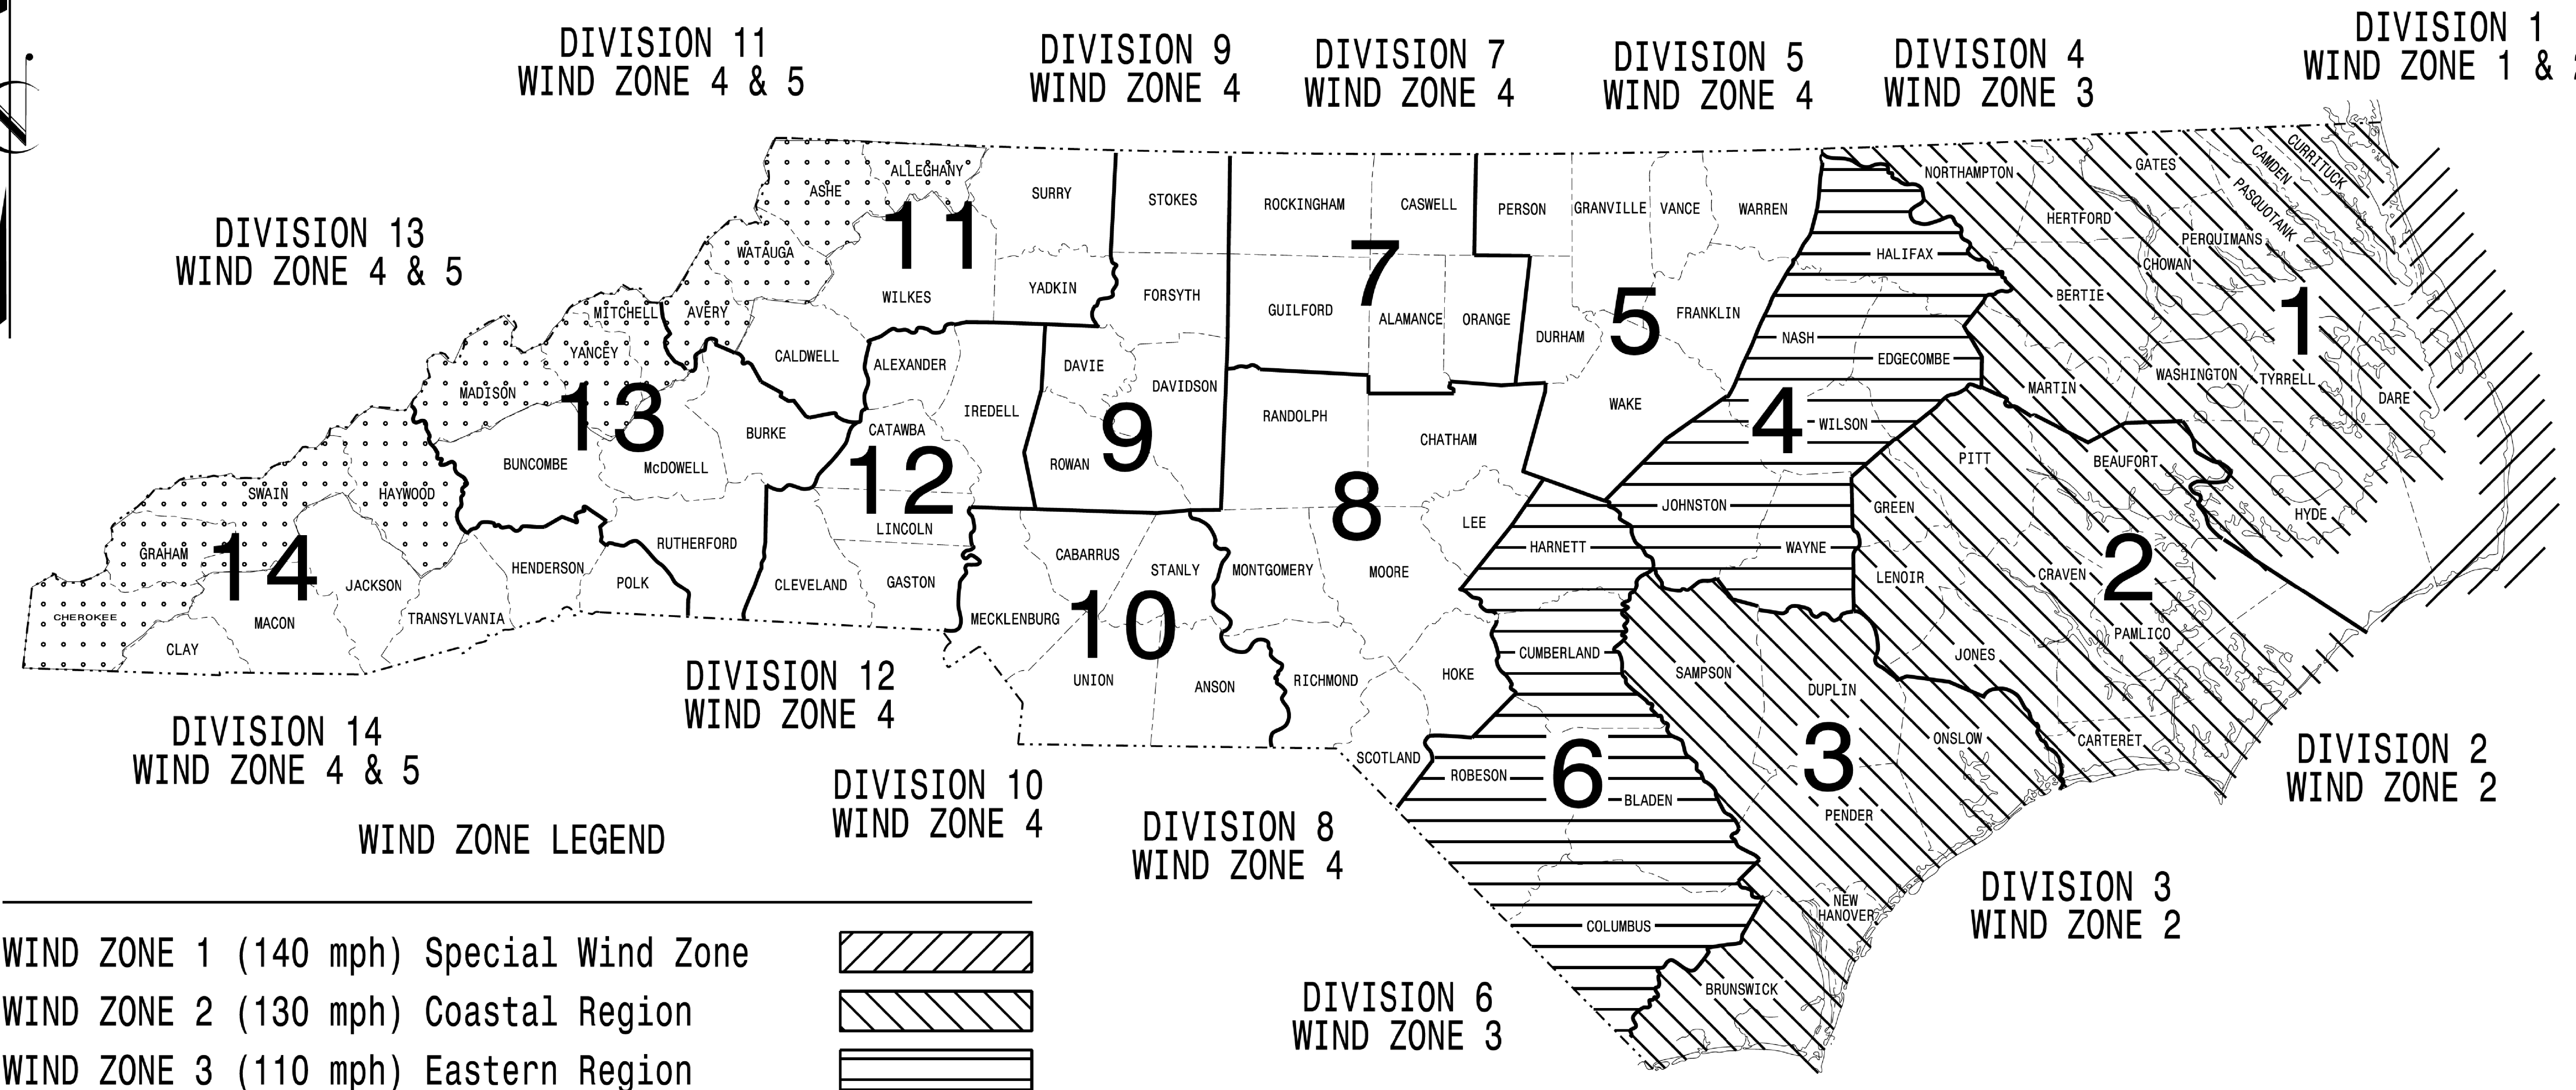 DIVISION 11
WIND ZONE 4 & 5
DIVISION 9
WIND ZONE 4
DIVISION 7
WIND ZONE 4
DIVISION 5
WIND ZONE 4
DIVISION 4
WIND ZONE 3
DIVISION 1
WIND ZONE 1 &
DIVISION 13
WIND ZONE 4 & 5
ASHE
ALLEGHANY
SURRY
STOKES
ROCKINGHAM
CASWELL
PERSON
GRANVILLE
VANCE
WARREN
NORTHAMPTON
GATES
CAMDEN
CURRITUCK
PASQUOTANK
HERTFORD
PERQUIMANS
CHOWAN
HALIFAX
WATAUGA
11
WILKES
YADKIN
FORSYTH
7
GUILFORD
ALAMANCE
ORANGE
DURHAM
5
FRANKLIN
NASH
EDGECOMBE
BERTIE
1
MITCHELL
AVERY
YANCEY
CALDWELL
ALEXANDER
DAVIE
DAVIDSON
MADISON
13
IREDELL
RANDOLPH
CHATHAM
WAKE
4
WILSON
MARTIN
WASHINGTON
TYRRELL
DARE
BUNCOMBE
McDOWELL
BURKE
CATAWBA
12
ROWAN
9
PITT
BEAUFORT
HYDE
SWAIN
HAYWOOD
LINCOLN
8
LEE
JOHNSTON
GREEN
GRAHAM
14
JACKSON
HENDERSON
RUTHERFORD
POLK
CLEVELAND
GASTON
CABARRUS
STANLY
MONTGOMERY
MOORE
HARNETT
WAYNE
LENOIR
CRAVEN
2
CHEROKEE
MACON
TRANSYLVANIA
CLAY
MECKLENBURG
10
UNION
ANSON
RICHMOND
HOKE
CUMBERLAND
SAMPSON
DUPLIN
JONES
PAMLICO
DIVISION 12
WIND ZONE 4
DIVISION 14
WIND ZONE 4 & 5
SCOTLAND
ROBESON
6
BLADEN
3
ONSLOW
CARTERET
PENDER
DIVISION 2
WIND ZONE 2
DIVISION 10
WIND ZONE 4
DIVISION 8
WIND ZONE 4
NEW
HANOVER
DIVISION 3
WIND ZONE 2
COLUMBUS
BRUNSWICK
DIVISION 6
WIND ZONE 3
WIND ZONE LEGEND
WIND ZONE 1 (140 mph) Special Wind Zone
WIND ZONE 2 (130 mph) Coastal Region
WIND ZONE 3 (110 mph) Eastern Region